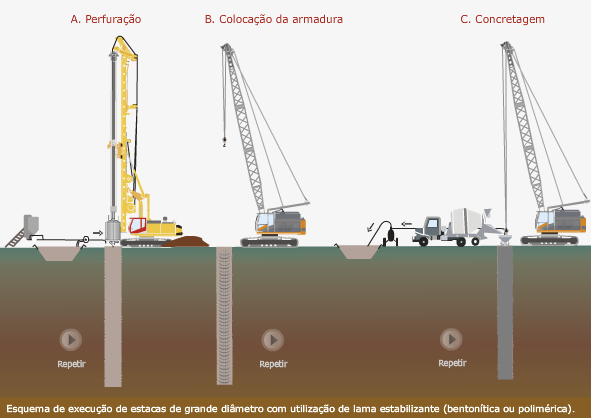 A. Perfuração
B. Colocação da armadura
C. Concretagem
Repetir
Repetir
Repetir
Esquema de execução de estacas de grande diâmetro com utilização de lama estabilizante (bentonítica ou polimérica).